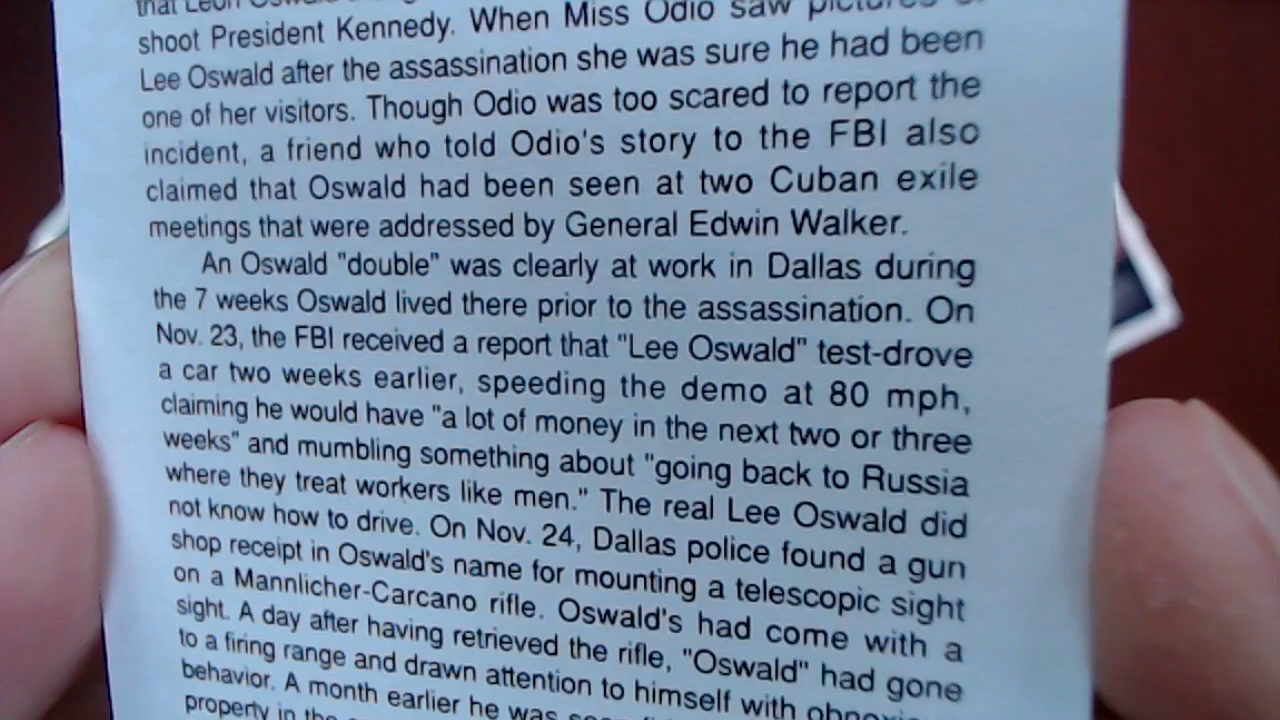 that Leon
shoot President Kennedy. When Miss Odio saw pictures of
Lee Oswald after the assassination she was sure he had been
one of her visitors. Though Odio was too scared to report the
incident, a friend who told Odio's story to the FBI also
claimed that Oswald had been seen at two Cuban exile
meetings that were addressed by General Edwin Walker.
An Oswald "double" was clearly at work in Dallas during
the 7 weeks Oswald lived there prior to the assassination. On
Nov. 23, the FBI received a report that "Lee Oswald" test-drove
a car two weeks earlier, speeding the demo at 80 mph,
claiming he would have "a lot of money in the next two or three
weeks" and mumbling something about "going back to Russia
where they treat workers like men." The real Lee Oswald did
not know how to drive. On Nov. 24, Dallas police found a gun
shop receipt in Oswald's name for mounting a telescopic sight
on a Mannlicher-Carcano rifle. Oswald's had come with a
sight. A day after having retrieved the rifle, "Oswald" had gone
to a firing range and drawn attention to himself with
behavior. A month earlier he was
property in the